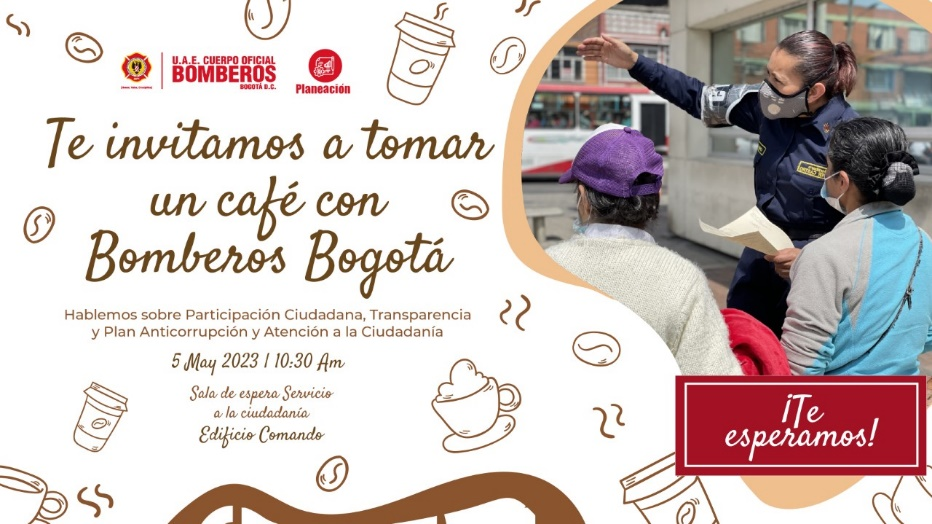 U.A.E. CUERPO OFICIAL
BOMBEROS
BOGOTÁ D.C.
Planeación
Te invitamos a tomar
un café con
Bomberos Bogotá
Hablemos sobre Participación Ciudadana, Transparencia
y Plan Anticorrupción y Atención a la Ciudadanía
5 May 2023 | 10:30 Am
Sala de espera Servicio
a la ciudadanía
Edificio Comando
¡Te
esperamos!